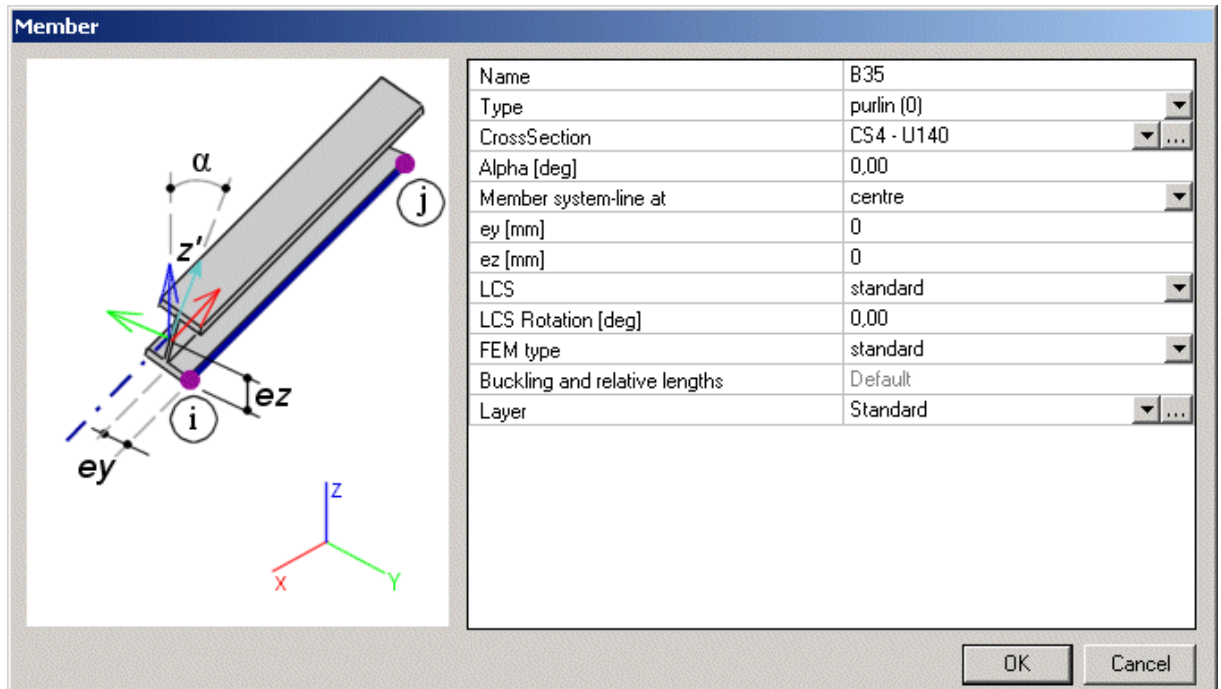 Member
α
z'
j
ez
i
ey
Z
X
Y
Name B35
Type purlin (0)
CrossSection CS4 - U140 ...
Alpha [deg] 0,00
Member system-line at centre
ey [mm] 0
ez [mm] 0
LCS standard
LCS Rotation [deg] 0,00
FEM type standard
Buckling and relative lengths Default
Layer Standard ...
OK Cancel